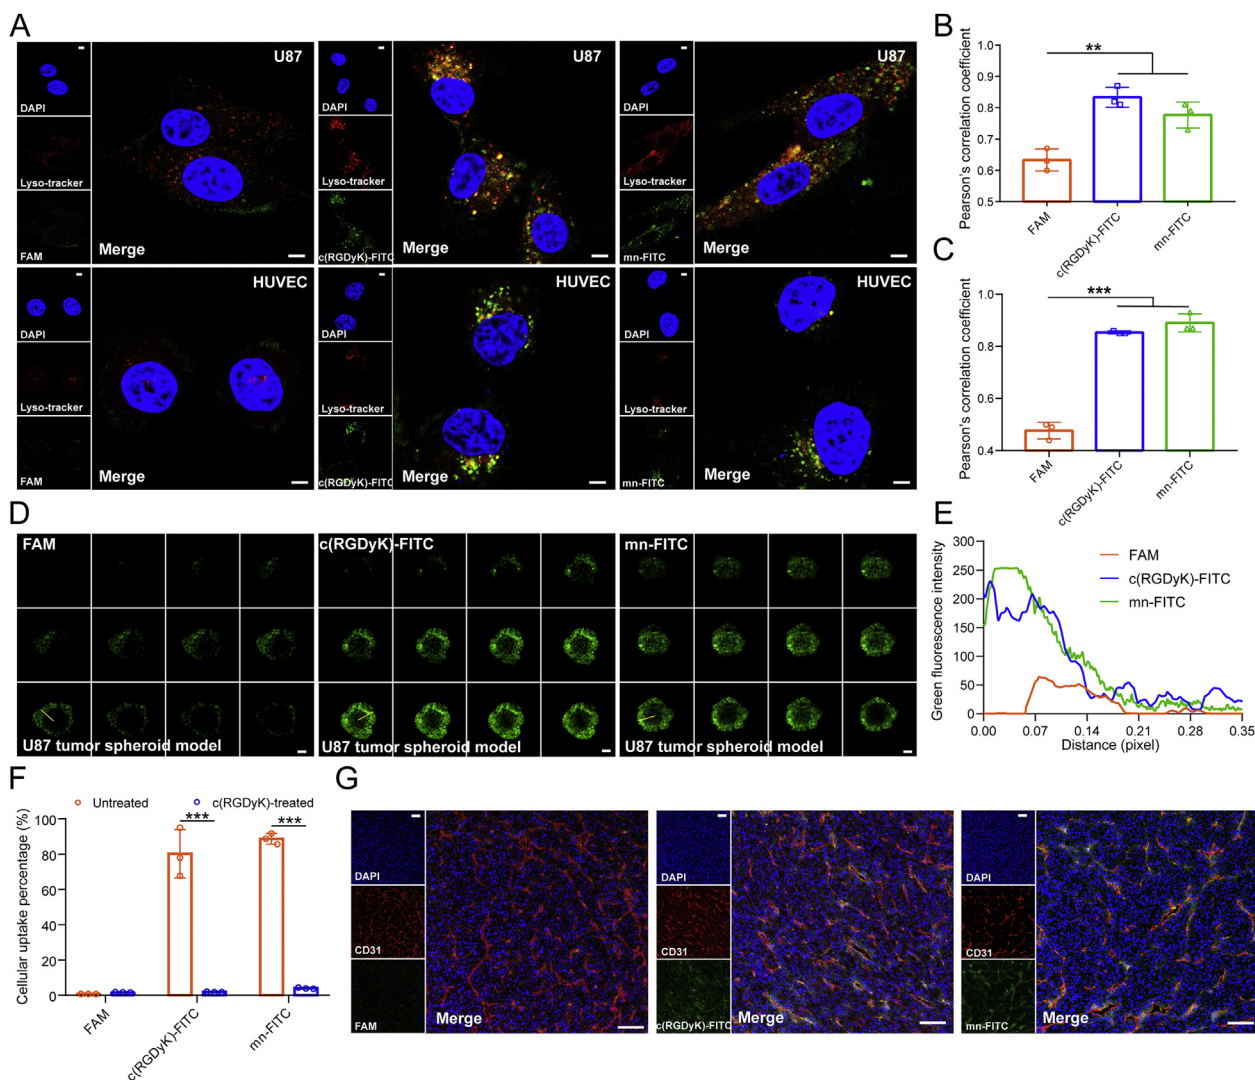 A
U87
DAPI
Lyso-tracker
FAM
Merge
U87
DAPI
Lyso-tracker
c(RGDyK)-FITC
Merge
U87
DAPI
Lyso-tracker
mn-FITC
Merge
HUVEC
DAPI
Lyso-tracker
FAM
Merge
HUVEC
DAPI
Lyso-tracker
c(RGDyK)-FITC
Merge
HUVEC
DAPI
Lyso-tracker
mn-FITC
Merge
B
Pearson's correlation coefficient
1.0
0.9
0.8
0.7
0.6
0.5
**
FAM
c(RGDyK)-FITC
mn-FITC
C
Pearson's correlation coefficient
1.0
0.8
0.6
0.4
***
FAM
c(RGDyK)-FITC
mn-FITC
D
FAM
U87 tumor spheroid model
c(RGDyK)-FITC
U87 tumor spheroid model
mn-FITC
U87 tumor spheroid model
E
Green fluorescence intensity
300
250
200
150
100
50
0
0.00 0.07 0.14 0.21 0.28 0.35
Distance (pixel)
FAM
c(RGDyK)-FITC
mn-FITC
F
Untreated c(RGDyK)-treated
Cellular uptake percentage (%)
100
80
60
40
20
0
*** ***
FAM
c(RGDyK)-FITC
mn-FITC
G
DAPI
CD31
FAM
Merge
DAPI
CD31
c(RGDyK)-FITC
Merge
DAPI
CD31
mn-FITC
Merge